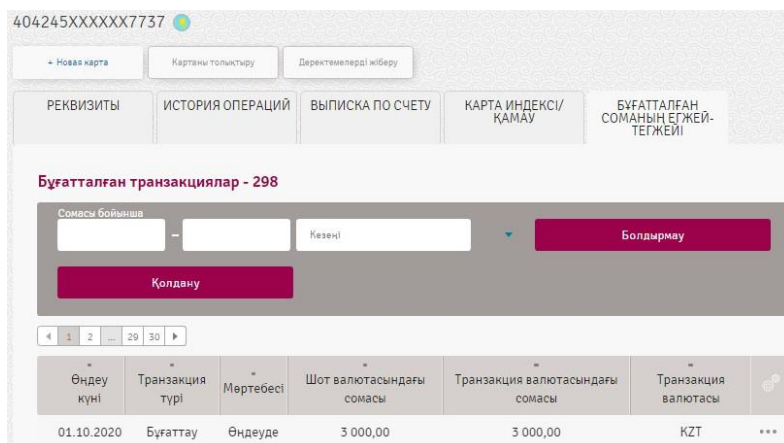 404245XXXXXX7737
+ Новая карта Картаны толықтыру Деректемелерді жіберу
РЕКВИЗИТЫ ИСТОРИЯ ОПЕРАЦИЙ ВЫПИСКА ПО СЧЕТУ КАРТА ИНДЕКСІ/ БҰҒАТТАЛҒАН
ҚАМАУ СОМАНЫҢ ЕГЖЕЙ-
ТЕГЖЕЙІ
Бұғатталған транзакциялар - 298
Сомасы бойынша
– Кезеңі Болдырмау
Қолдану
1 2 ... 29 30
Өңдеу Транзакция Мәртебесі Шот валютасындағы Транзакция валютасындағы Транзакция
күні түрі сомасы сомасы валютасы
01.10.2020 Бұғаттау Өңдеуде 3 000,00 3 000,00 KZT ...